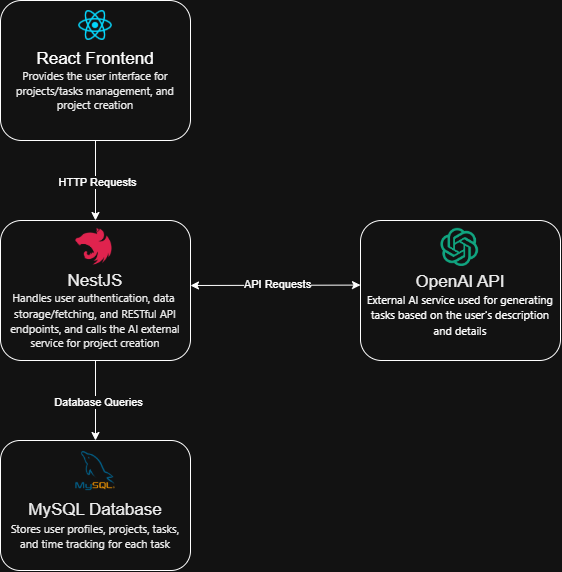 React Frontend
Provides the user interface for
projects/tasks management, and
project creation
HTTP Requests
NestJS
Handles user authentication, data
storage/fetching, and RESTful API
endpoints, and calls the AI external
service for project creation
API Requests
OpenAI API
External AI service used for generating
tasks based on the user's description
and details
Database Queries
MySQL.
MySQL Database
Stores user profiles, projects, tasks,
and time tracking for each task